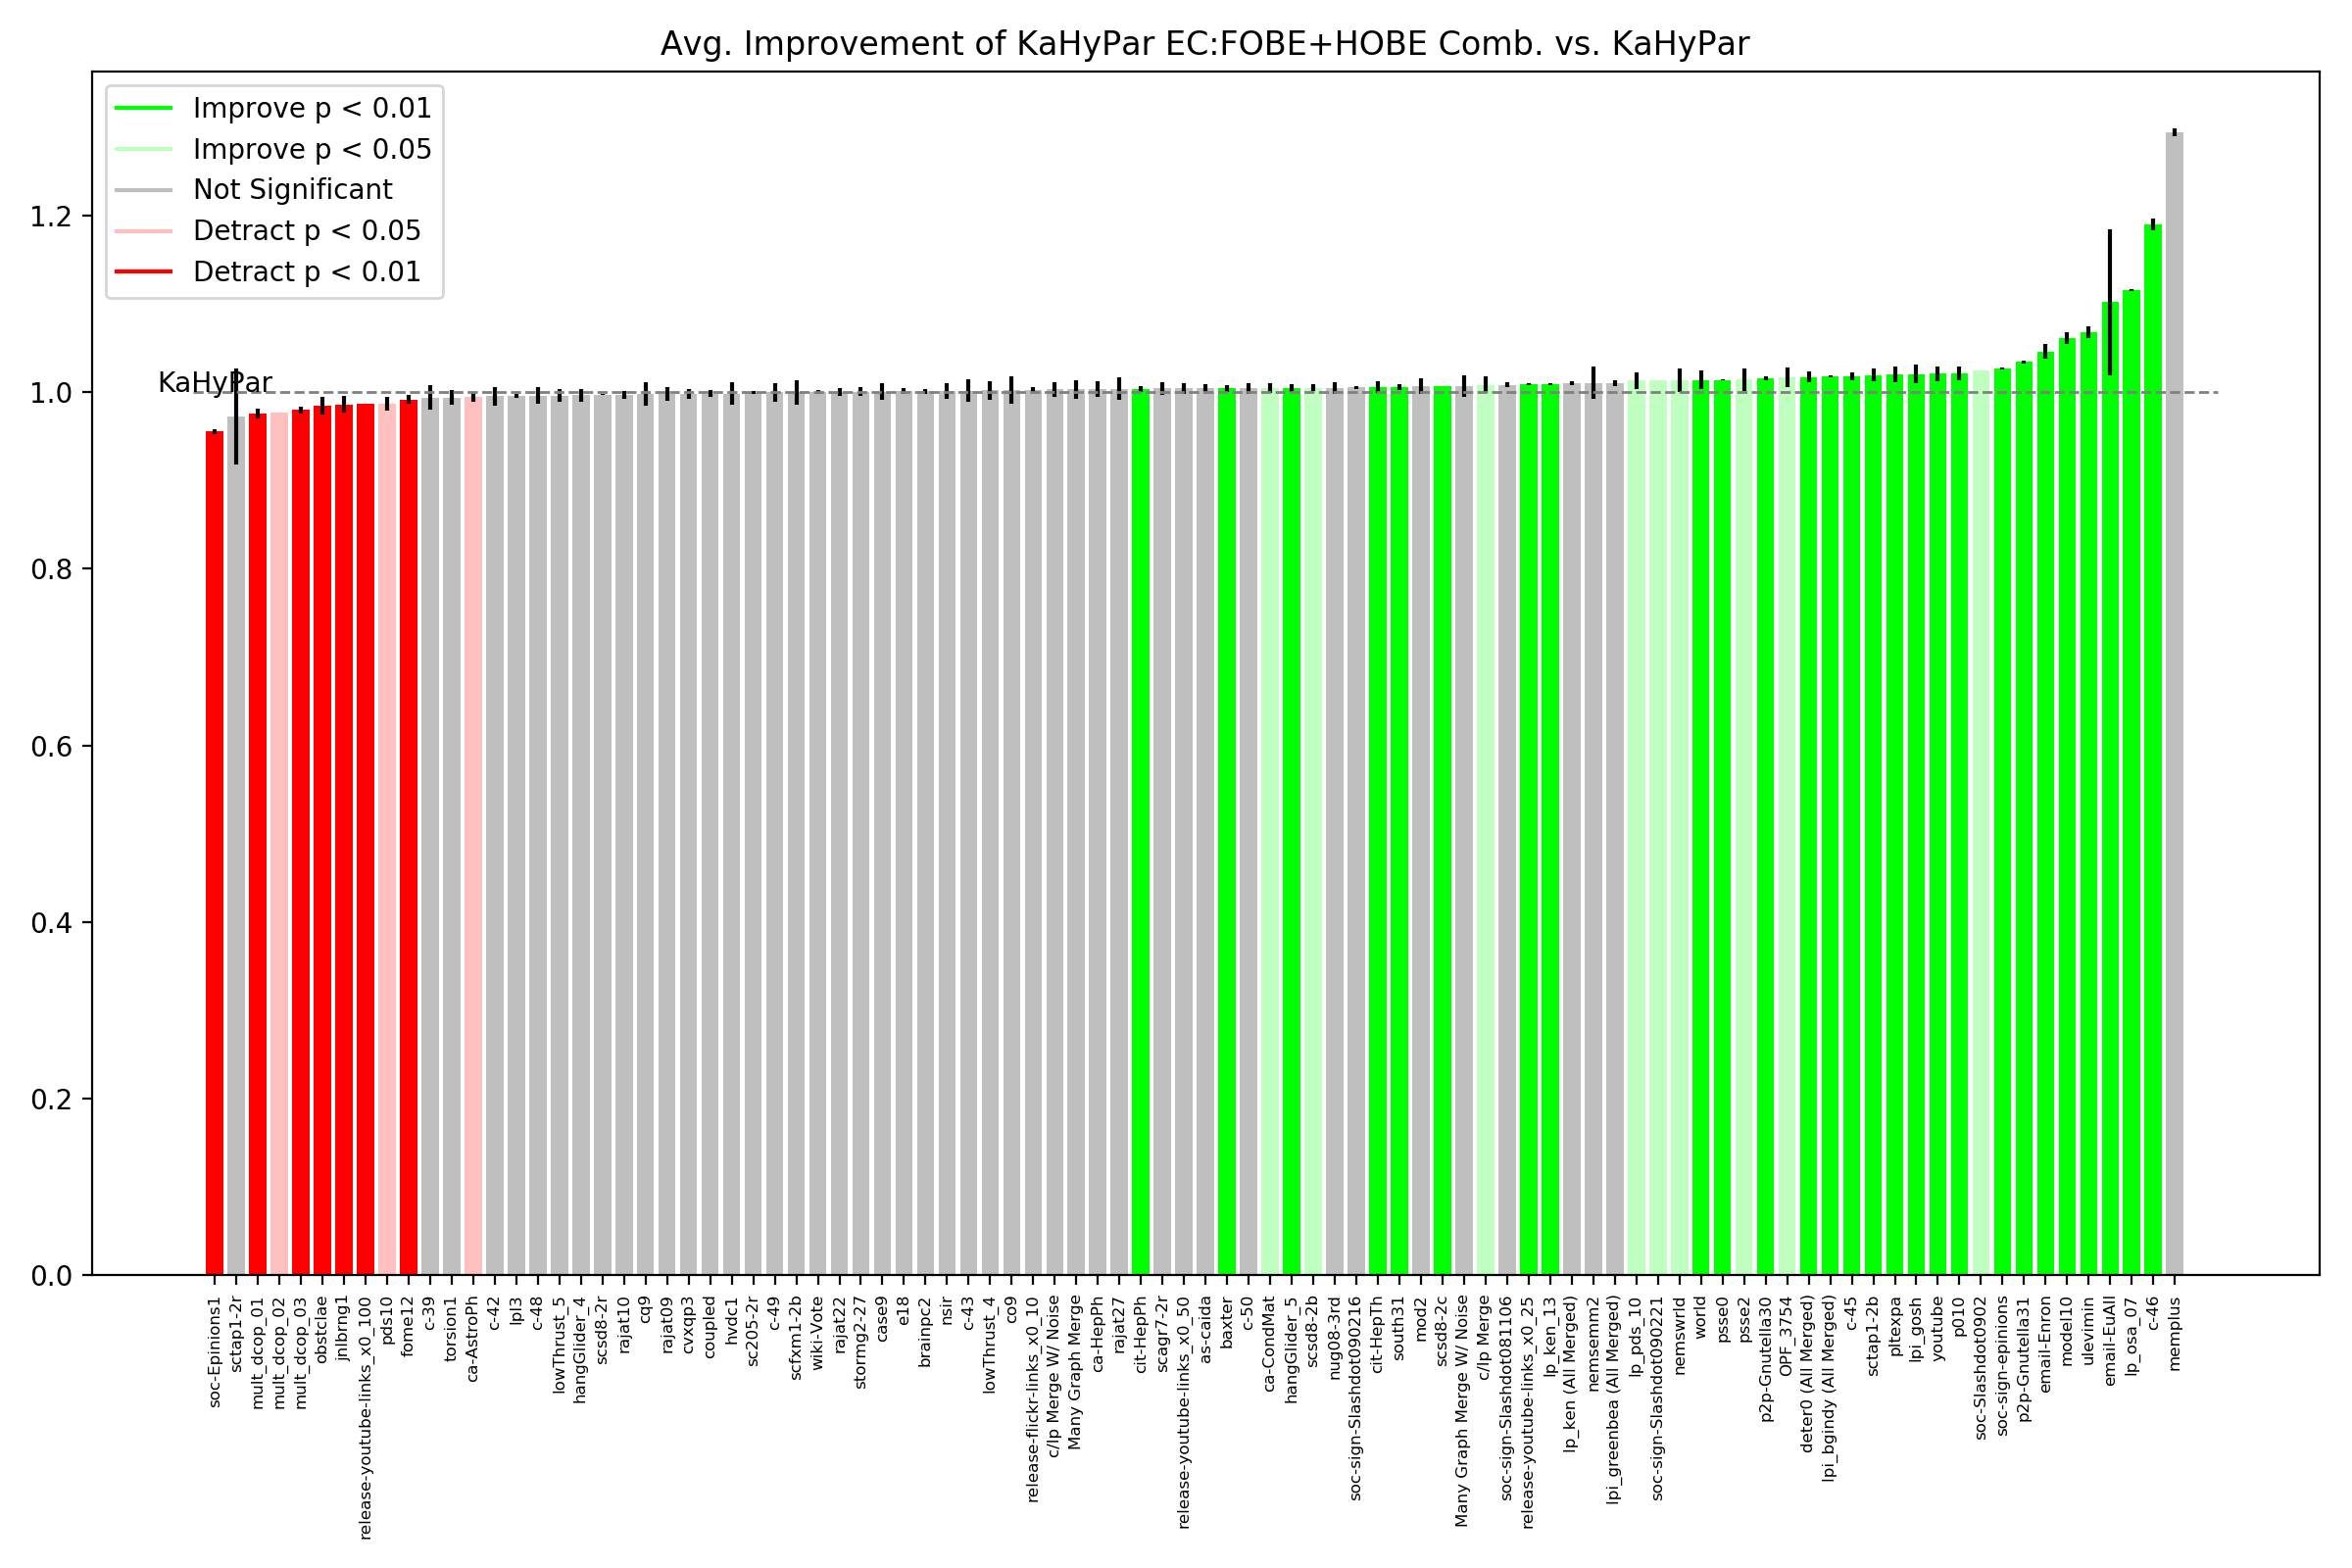 Avg. Improvement of KaHyPar EC:FOBE+HOBE Comb. vs. KaHyPar
Improve p < 0.01
Improve p < 0.05
Not Significant
Detract p < 0.05
Detract p < 0.01
1.2
1.0
0.8
0.6
0.4
0.2
0.0
KaHyPar
soc-Epinions1
sctap1-2r
mult_dcop_01
mult_dcop_02
mult_dcop_03
obstclae
jnlbrng1
release-youtube-links_x0_100
pds10
fome12
c-39
torsion1
ca-AstroPh
c-42
lpl3
c-48
lowThrust_5
hangGlider_4
scsd8-2r
rajat10
cq9
rajat09
cvxqp3
coupled
hvdc1
sc205-2r
c-49
scfxm1-2b
wiki-Vote
rajat22
stormg2-27
case9
e18
brainpc2
nsir
c-43
lowThrust_4
co9
release-flickr-links_x0_10
c/lp Merge W/ Noise
Many Graph Merge
ca-HepPh
rajat27
cit-HepPh
scagr7-2r
release-youtube-links_x0_50
as-caida
baxter
c-50
ca-CondMat
hangGlider_5
scsd8-2b
nug08-3rd
soc-sign-Slashdot090216
cit-HepTh
south31
mod2
scsd8-2c
Many Graph Merge W/ Noise
c/lp Merge
soc-sign-Slashdot081106
release-youtube-links_x0_25
lp_ken_13
lp_ken (All Merged)
nemsemm2
lpi_greenbea (All Merged)
lp_pds_10
soc-sign-Slashdot090221
nemswrld
world
psse0
psse2
p2p-Gnutella30
OPF_3754
deter0 (All Merged)
lpi_bgindy (All Merged)
c-45
sctap1-2b
pltexpa
lpi_gosh
youtube
p010
soc-Slashdot0902
soc-sign-epinions
p2p-Gnutella31
email-Enron
model10
ulevimin
email-EuAll
lp_osa_07
c-46
memplus